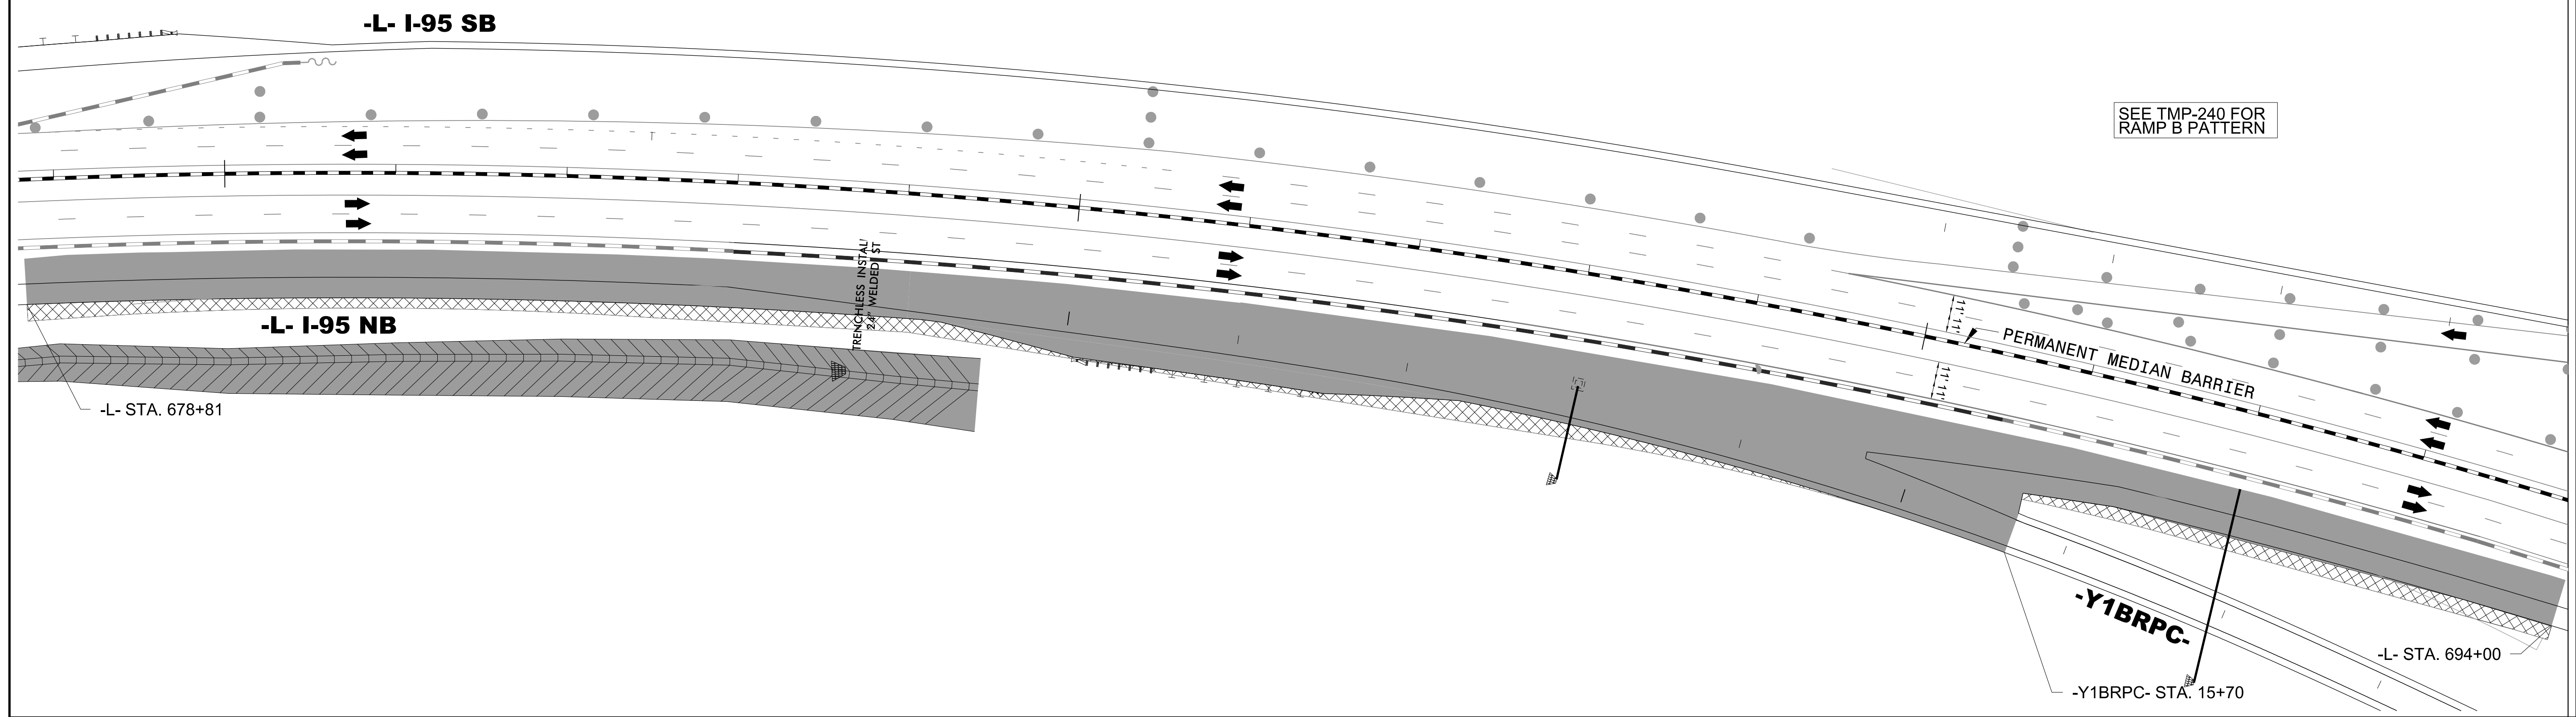 -L- I-95 SB
SEE TMP-240 FOR
RAMP B PATTERN
TRENCHLESS INSTAL
24" WELDED ST
-L- I-95 NB
11' 11'
PERMANENT MEDIAN BARRIER
11' 11'
-L- STA. 678+81
-Y1BRPC-
-L- STA. 694+00
-Y1BRPC- STA. 15+70